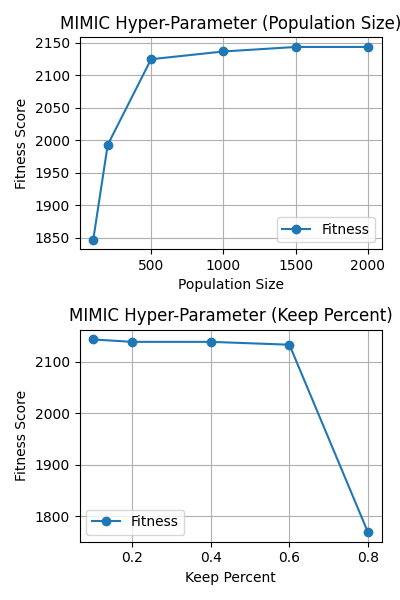 MIMIC Hyper-Parameter (Population Size)
2150
2100
2050
2000
1950
1900
1850
Fitness Score
Fitness
500 1000 1500 2000
Population Size
MIMIC Hyper-Parameter (Keep Percent)
2100
2000
1900
1800
Fitness Score
Fitness
0.2 0.4 0.6 0.8
Keep Percent